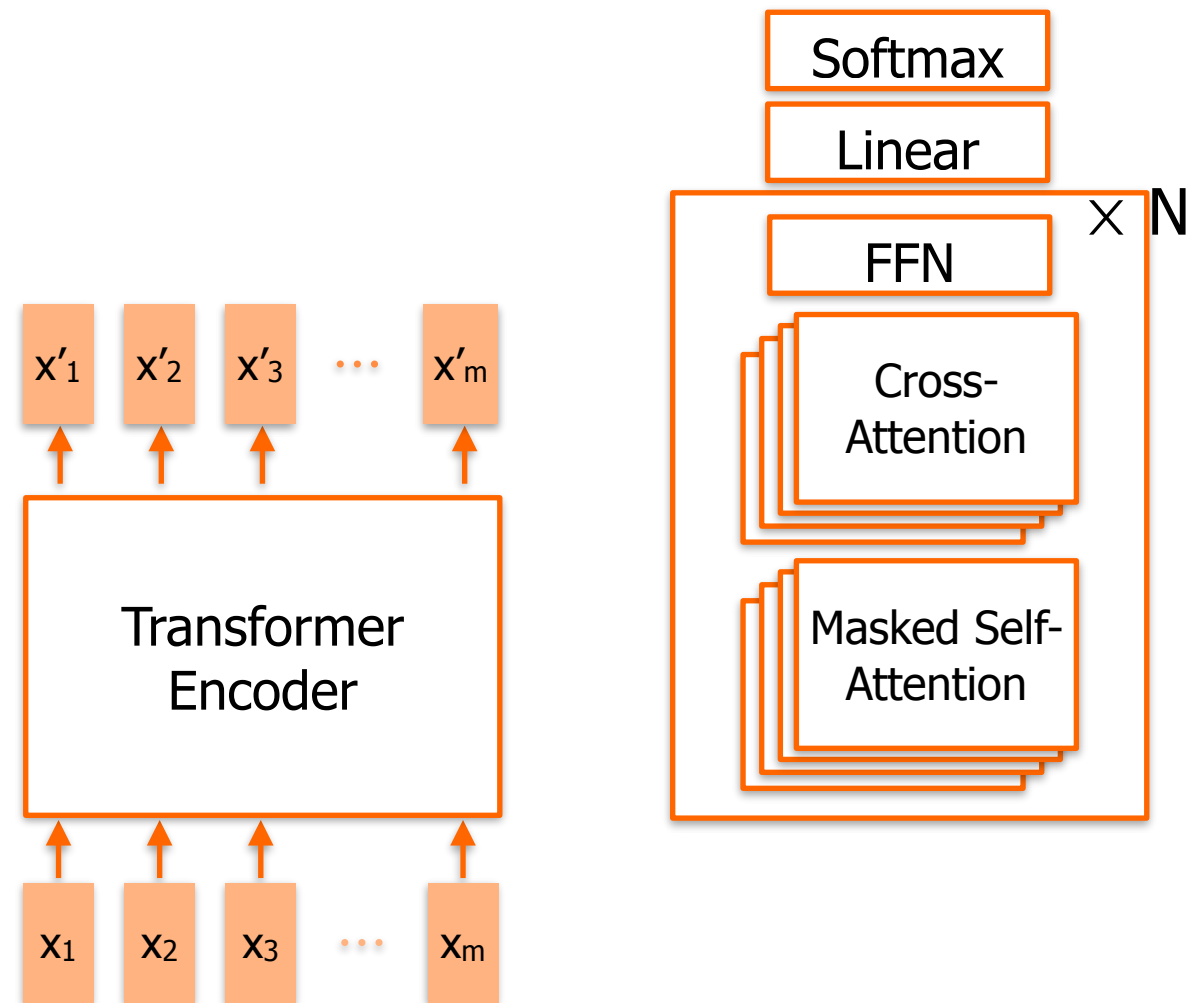 Softmax
Linear
× N
FFN
x′1 x′2 x′3 ... x′m
Cross-
Attention
Transformer
Encoder
Masked Self-
Attention
x1 x2 x3 ... xm